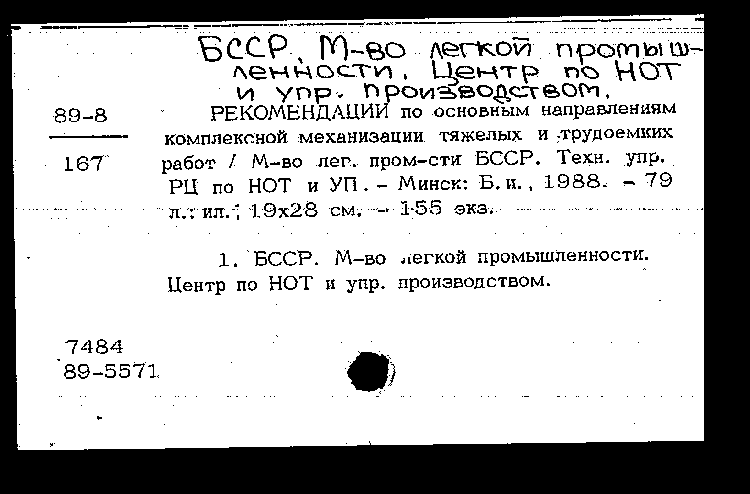 БССР. М-во легкой промыш-
ленности. Центр по НОТ
и упр. производством.
89-8
РЕКОМЕНДАЦИИ по основным направлениям
комплексной механизации тяжелых и трудоемких
167
работ / М-во лег. пром-сти БССР. Техн. упр.
РЦ по НОТ и УП. - Минск: Б.и., 1988. - 79
л.: ил.; 19x28 см. - 155 экз.
1. БССР. М-во легкой промышленности.
Центр по НОТ и упр. производством.
7484
89-5571